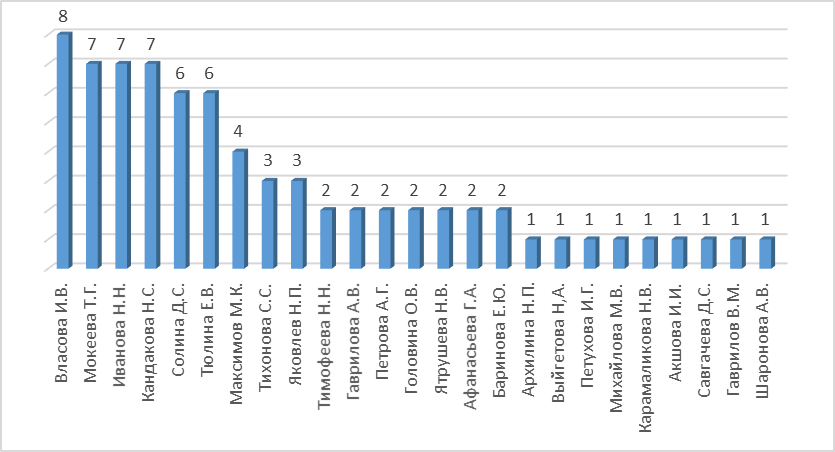 8
7
7
7
6
6
4
3
3
2
2
2
2
2
2
2
1
1
1
1
1
1
1
1
1
Власова И.В.
Мокеева Т.Г.
Иванова Н.Н.
Кандакова Н.С.
Солина Д.С.
Тюлина Е.В.
Максимов М.К.
Тихонова С.С.
Яковлев Н.П.
Тимофеева Н.Н.
Гаврилова А.В.
Петрова А.Г.
Головина О.В.
Ятрушева Н.В.
Афанасьева Г.А.
Баринова Е.Ю.
Архилина Н.П.
Выйгетова Н,А.
Петухова И.Г.
Михайлова М.В.
Карамаликова Н.В.
Акшова И.И.
Савгачева Д.С.
Гаврилов В.М.
Шаронова А.В.